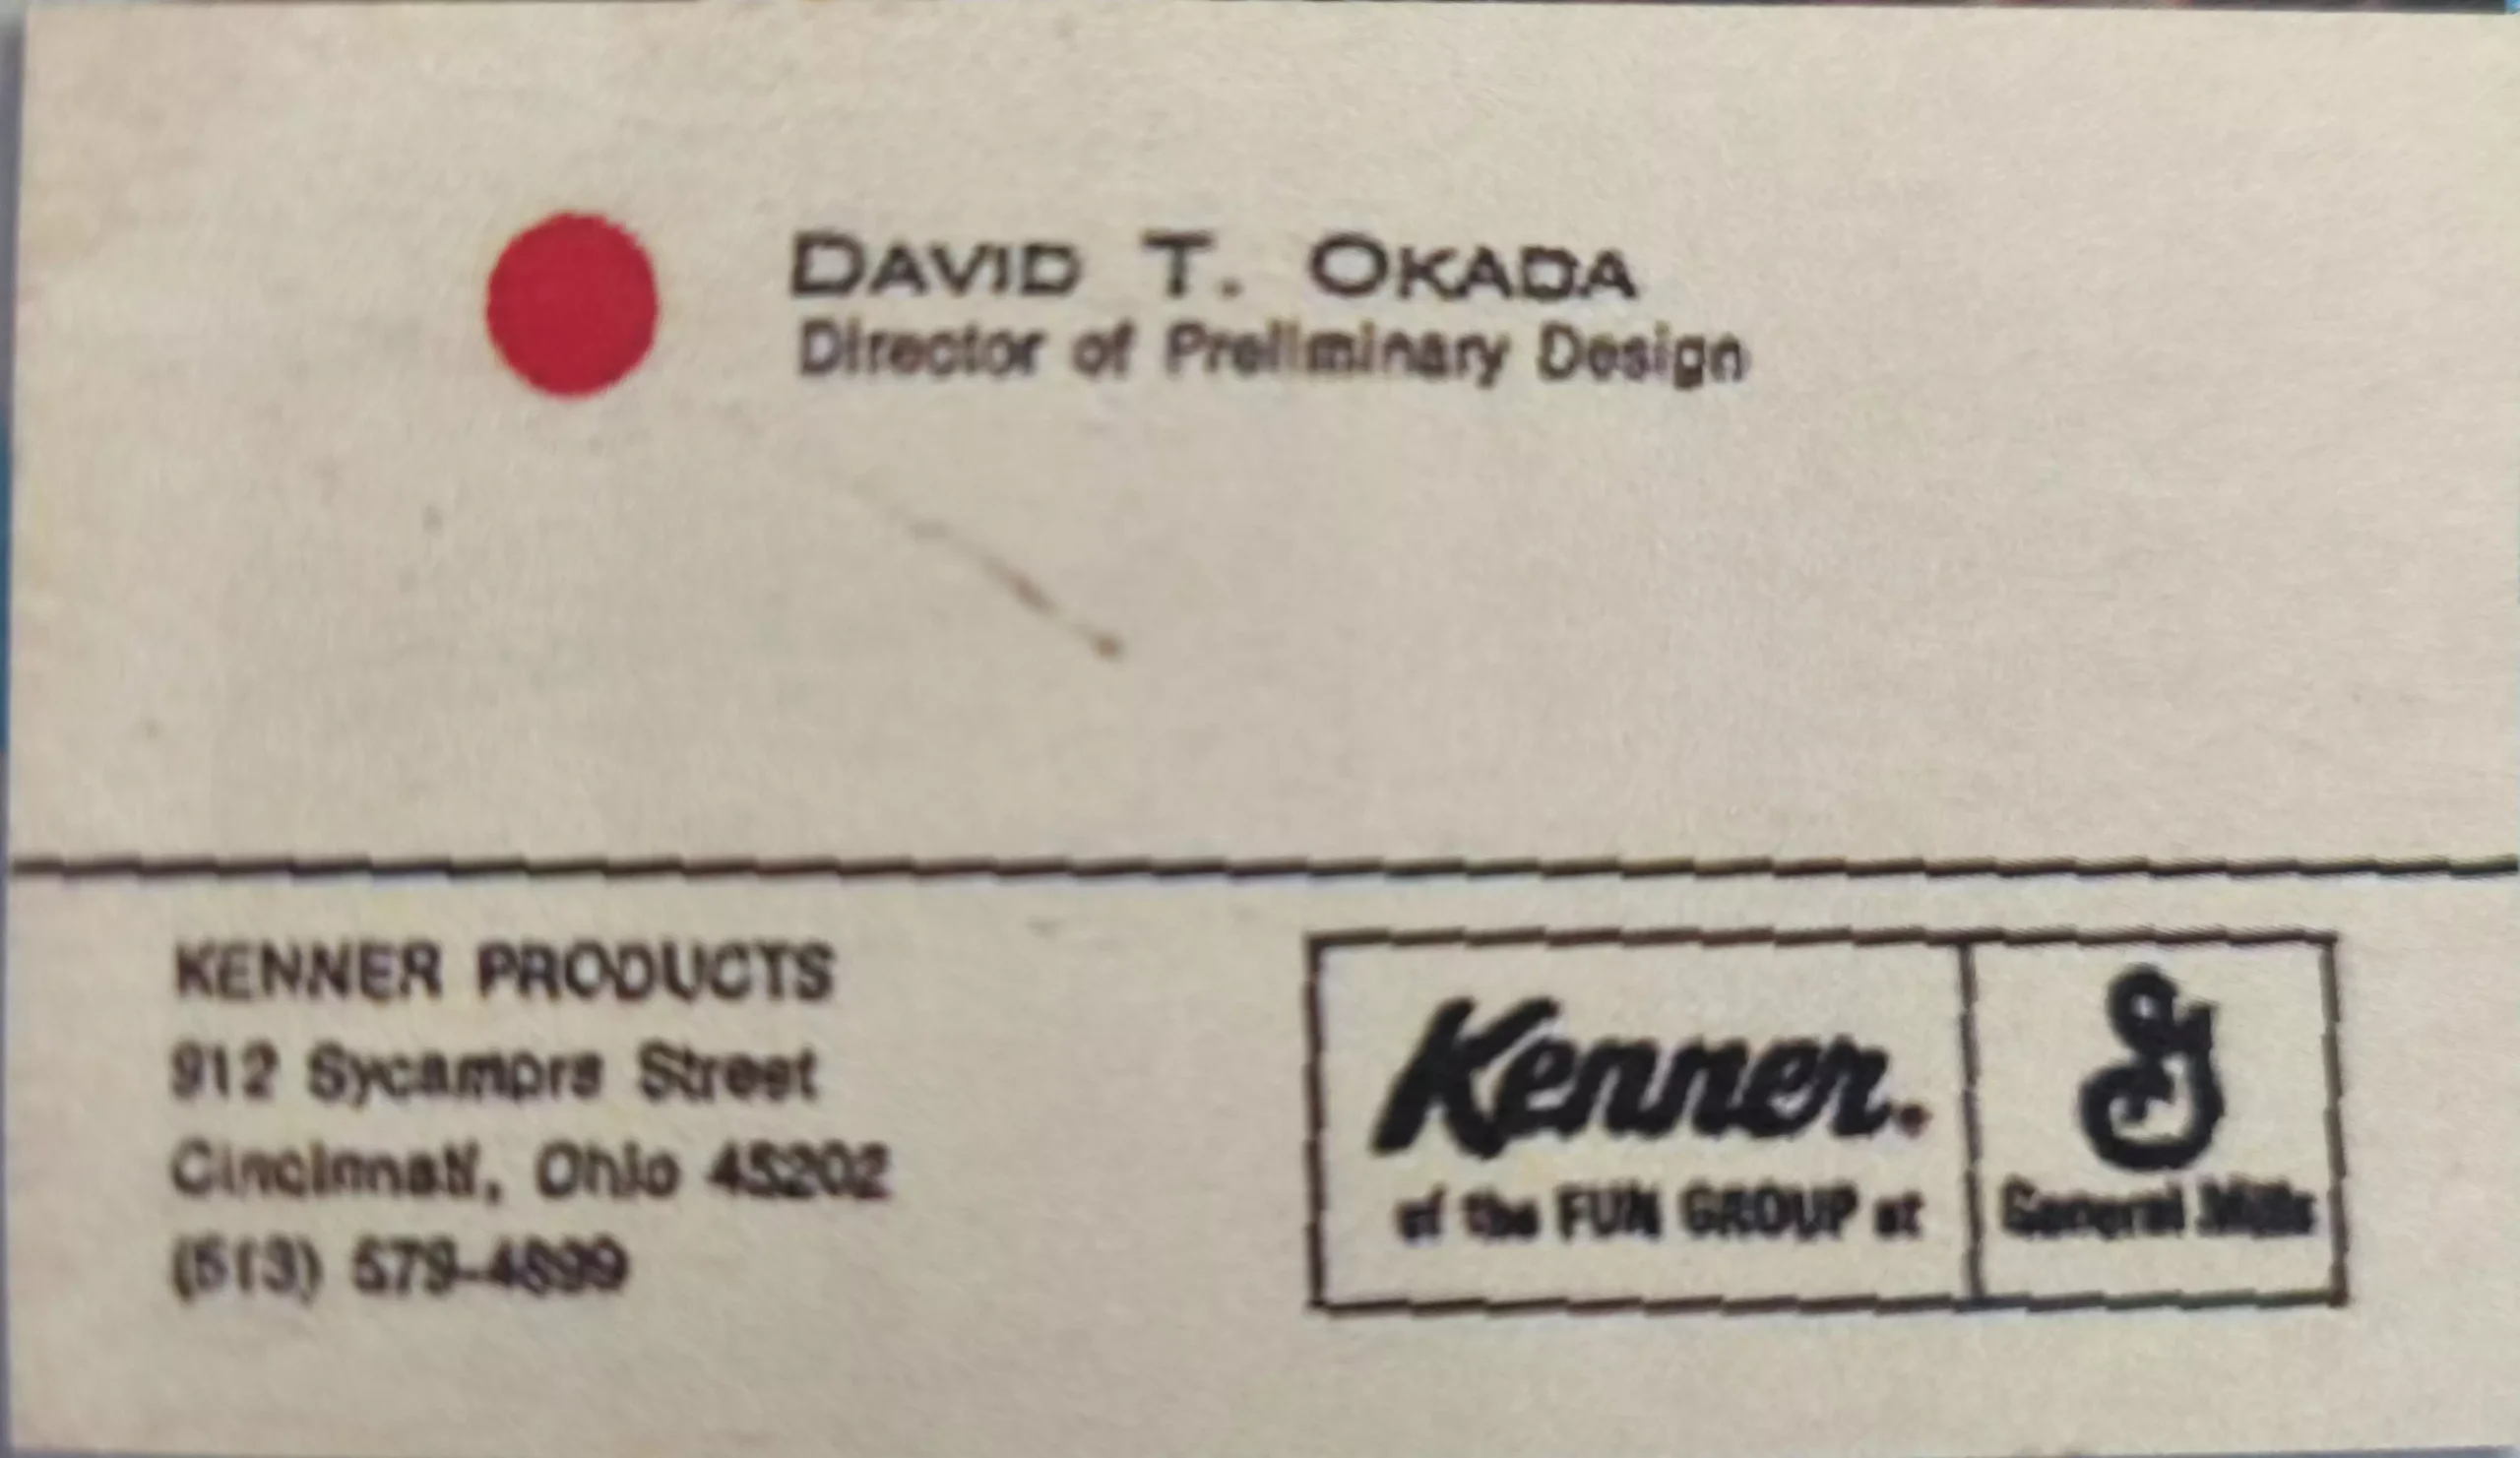 DAVID T. OKADA
Director of Preliminary Design
KENNER PRODUCTS
912 Sycamore Street
Cincinnati, Ohio 45202
(513) 579-4899
Kenner.
of the FUN GROUP at
General Mills